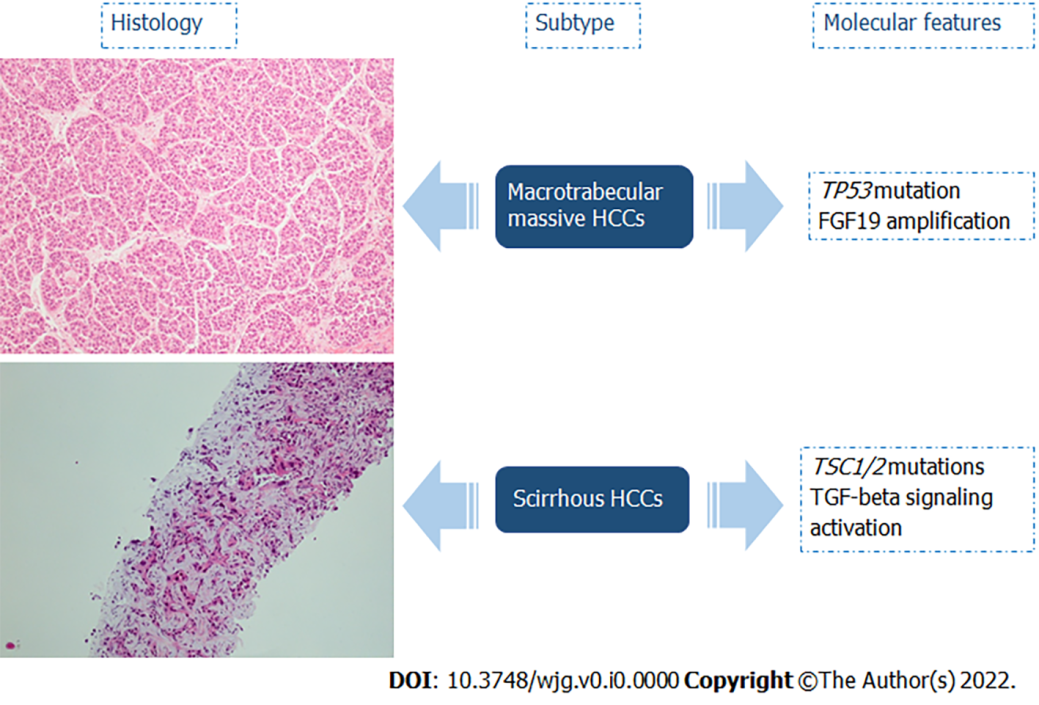 Histology
Subtype
Molecular features
Macrotrabecular
massive HCCs
TP53 mutation
FGF19 amplification
Scirrhous HCCs
TSC1/2 mutations
TGF-beta signaling
activation
DOI: 10.3748/wjg.v0.i0.0000 Copyright ©The Author(s) 2022.